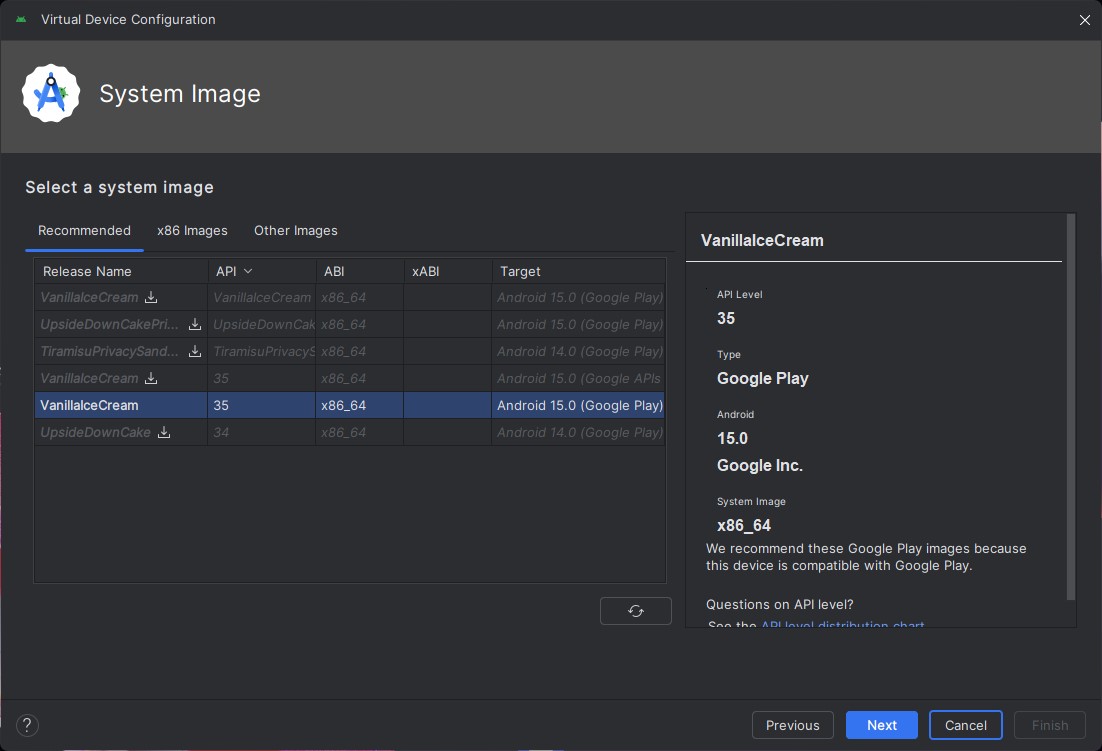 Virtual Device Configuration
System Image
Select a system image
Recommended x86 Images Other Images
Release Name API ABI xABI Target
VanillaIceCream VanillaIceCream x86_64 Android 15.0 (Google Play)
UpsideDownCakePri... UpsideDownCak x86_64 Android 15.0 (Google Play)
TiramisuPrivacySand... TiramisuPrivacyS x86_64 Android 14.0 (Google Play)
VanillaIceCream 35 x86_64 Android 15.0 (Google APIs
VanillaIceCream 35 x86_64 Android 15.0 (Google Play)
UpsideDownCake 34 x86_64 Android 14.0 (Google Play)
VanillaIceCream
API Level
35
Type
Google Play
Android
15.0
Google Inc.
System Image
x86_64
We recommend these Google Play images because
this device is compatible with Google Play.
Questions on API level?
See the API level distribution chart
?
Previous Next Cancel Finish